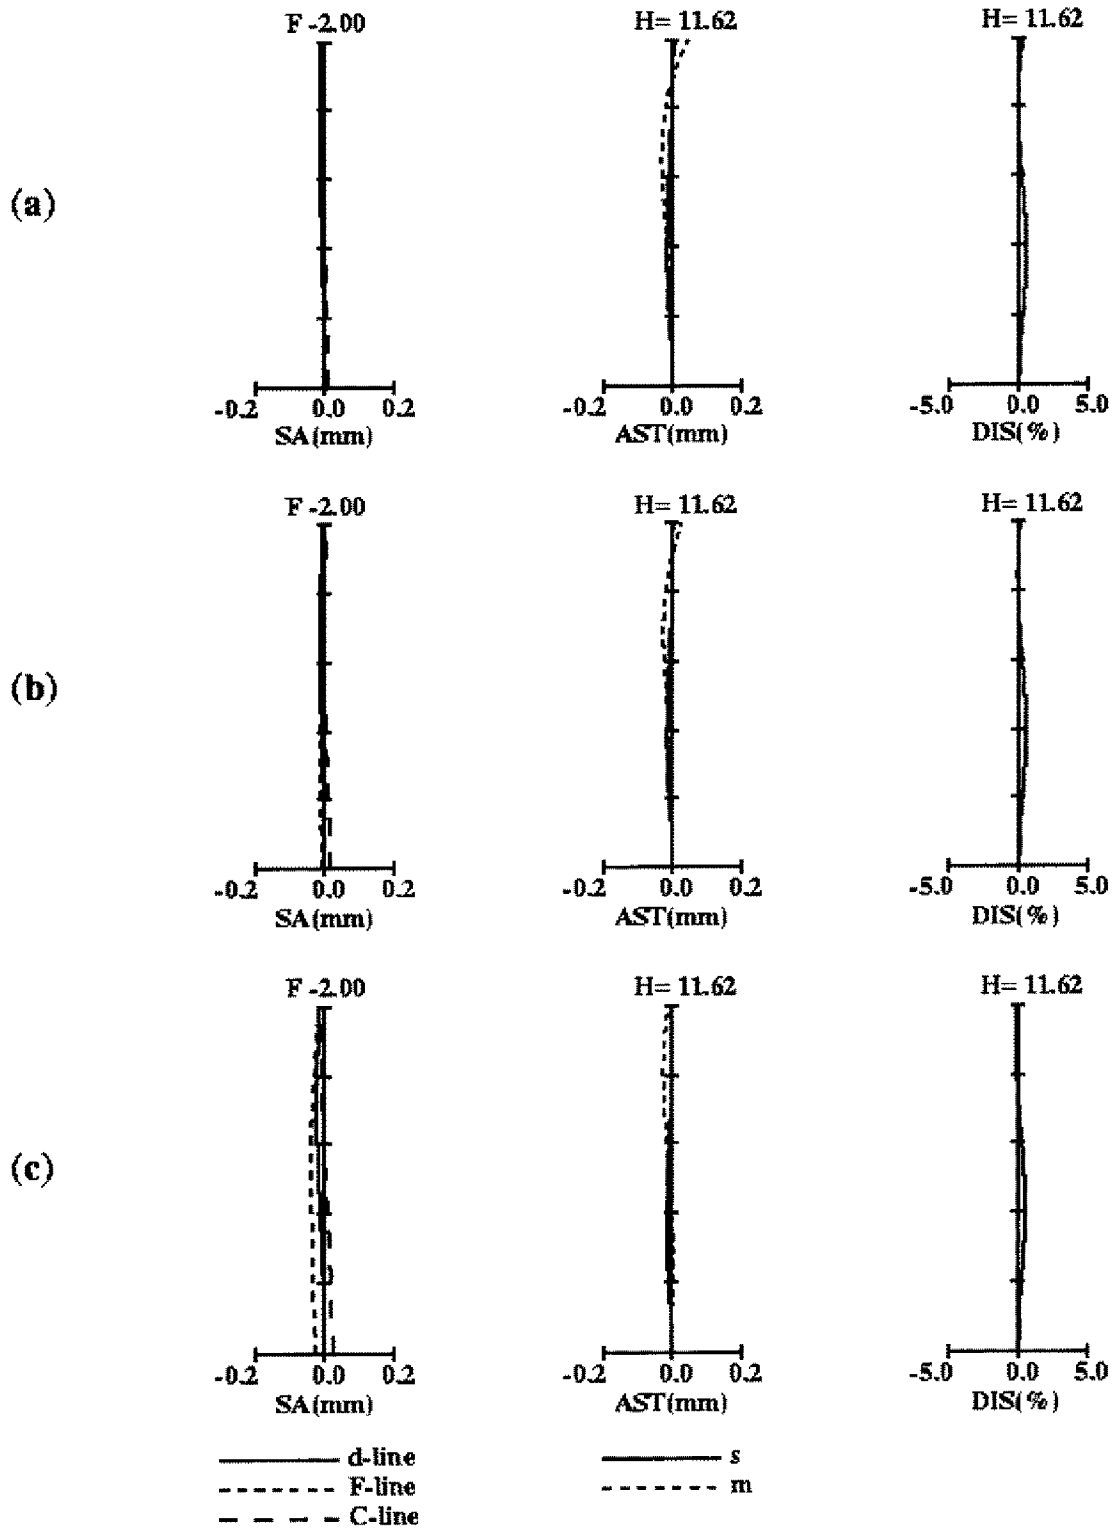 F -2.00 H= 11.62 H= 11.62
(a)
-0.2 0.0 0.2 -0.2 0.0 0.2 -5.0 0.0 5.0
SA(mm) AST(mm) DIS(%)
F -2.00 H= 11.62 H= 11.62
(b)
-0.2 0.0 0.2 -0.2 0.0 0.2 -5.0 0.0 5.0
SA(mm) AST(mm) DIS(%)
F -2.00 H= 11.62 H= 11.62
(c)
-0.2 0.0 0.2 -0.2 0.0 0.2 -5.0 0.0 5.0
SA(mm) AST(mm) DIS(%)
d-line s
F-line m
C-line